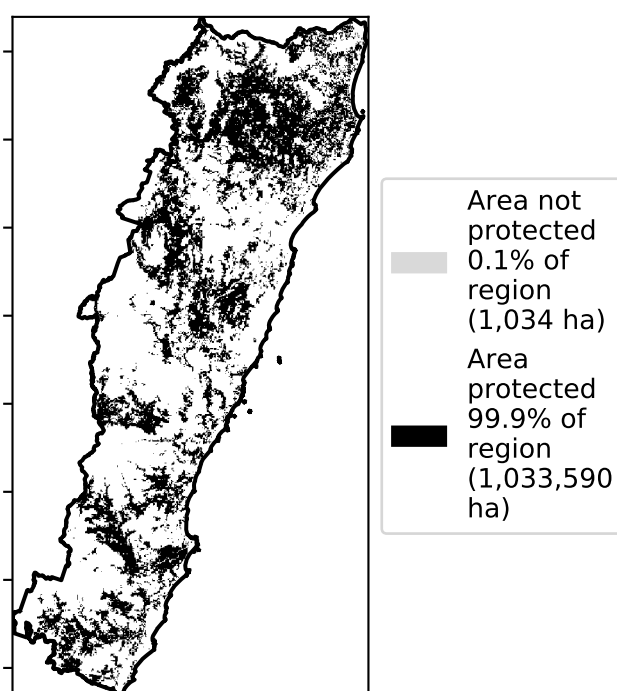 Area not
protected
0.1% of
region
(1,034 ha)
Area
protected
99.9% of
region
(1,033,590
ha)